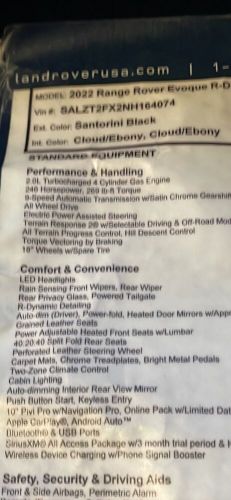 landroverusa.com | 1-
MODEL: 2022 Range Rover Evoque R-D
Vin #: SALZT2FX2NH164074
Ext. Color: Santorini Black
Int. Color: Cloud/Ebony, Cloud/Ebony
STANDARD EQUIPMENT
Performance & Handling
2.0L Turbocharged 4 Cylinder Gas Engine
246 Horsepower, 269 lb-ft Torque
9-Speed Automatic Transmission w/Satin Chrome Gearshif
All Wheel Drive
Electric Power Assisted Steering
Terrain Response 2® w/Selectable Driving & Off-Road Mod
All Terrain Progress Control, Hill Descent Control
Torque Vectoring by Braking
18" Wheels w/Spare Tire
Comfort & Convenience
LED Headlights
Rain Sensing Front Wipers, Rear Wiper
Rear Privacy Glass, Powered Tailgate
R-Dynamic Detailing
Auto-dim (Driver), Power-fold, Heated Door Mirrors w/Appr
Grained Leather Seats
Power Adjustable Heated Front Seats w/Lumbar
40:20:40 Split Fold Rear Seats
Perforated Leather Steering Wheel
Carpet Mats, Chrome Treadplates, Bright Metal Pedals
Two-Zone Climate Control
Cabin Lighting
Auto-dimming Interior Rear View Mirror
Push Button Start, Keyless Entry
10" Pivi Pro w/Navigation Pro, Online Pack w/Limited Dat
Apple CarPlay®, Android Auto™
Bluetooth® & USB Ports
SiriusXM® All Access Package w/3 month trial period & H
Wireless Device Charging w/Phone Signal Booster
Safety, Security & Driving Aids
Front & Side Airbags, Perimetric Alarm